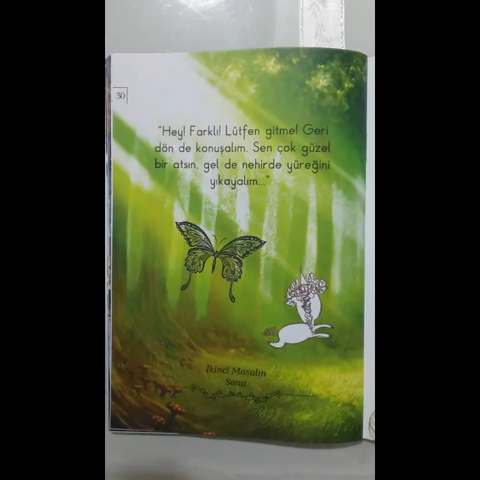 30
"Hey! Farklı! Lütfen gitme! Geri
dön de konuşalım. Sen çok güzel
bir atsın, gel de nehirde yüreğini
yıkayalım..."
İkinci Masalın
Sonu